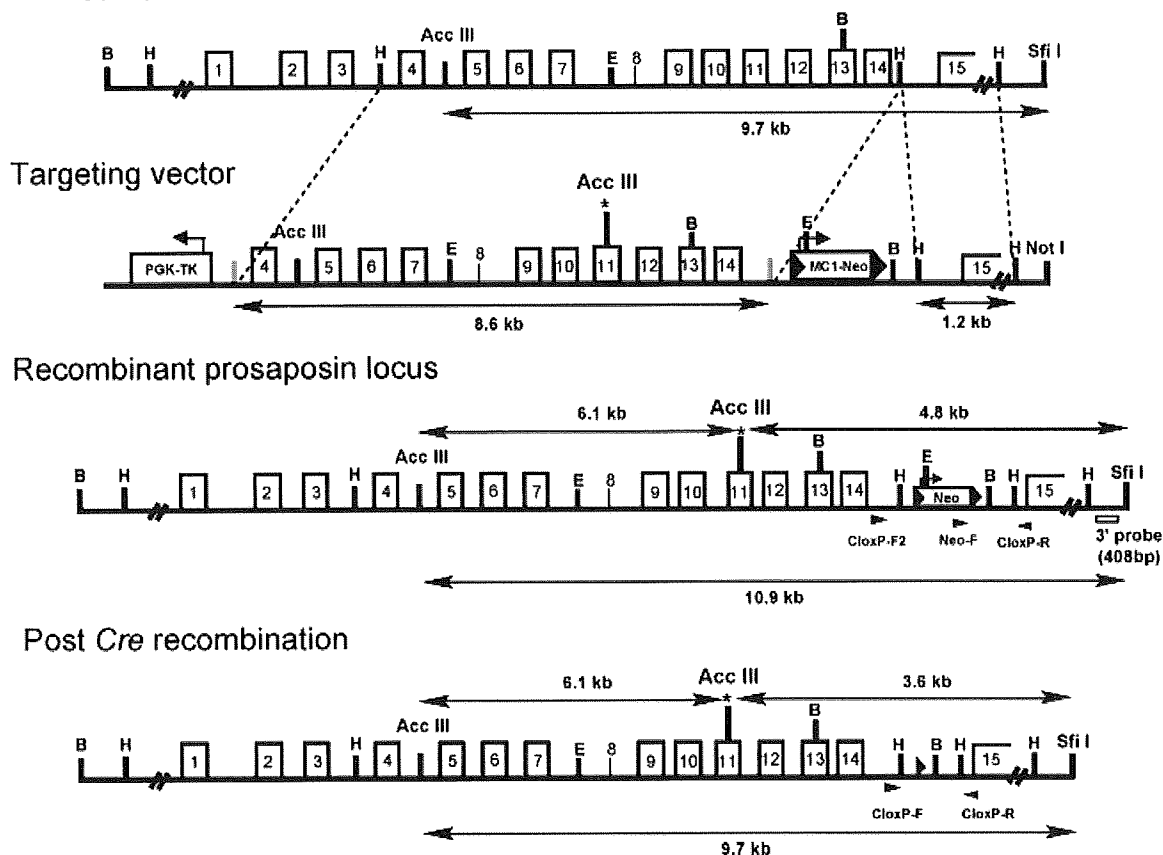 B H 1 2 3 H 4 Acc III 5 6 7 E 8 9 10 11 12 B 13 14 H 15 H Sfi I
9.7 kb
Targeting vector
PGK-TK 4 Acc III 5 6 7 E 8 9 10 Acc III * 11 12 B 13 14 E MC1-Neo B H 15 H Not I
8.6 kb 1.2 kb
Recombinant prosaposin locus
6.1 kb 4.8 kb
B H 1 2 3 H 4 Acc III 5 6 7 E 8 9 10 Acc III * 11 12 B 13 14 H E Neo B H 15 H Sfi I
CloxP-F2 Neo-F CloxP-R 3' probe
(408bp)
10.9 kb
Post Cre recombination
6.1 kb 3.6 kb
B H 1 2 3 H 4 Acc III 5 6 7 E 8 9 10 Acc III * 11 12 B 13 14 H B H 15 H Sfi I
CloxP-F CloxP-R
9.7 kb